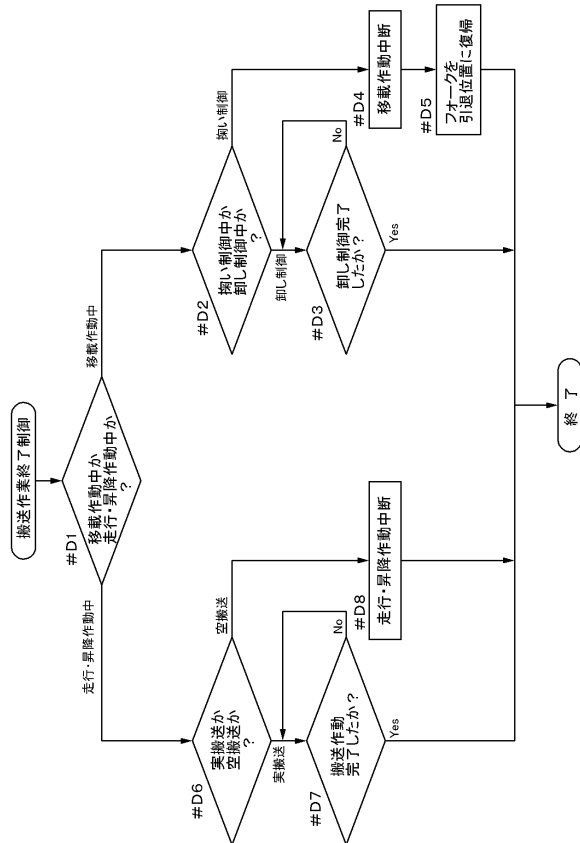 搬送作業終了制御
#D1
移載作動中か
走行・昇降作動中か
?
走行・昇降作動中
移載作動中
#D6
実搬送か
空搬送か
?
空搬送
実搬送
#D7
搬送作動
完了したか?
No
Yes
#D8
走行・昇降作動中断
#D2
掬い制御中か
卸し制御中か
?
掬い制御
卸し制御
#D3
卸し制御完了
したか?
No
Yes
#D4
移載作動中断
#D5
フォークを
引退位置に復帰
終了